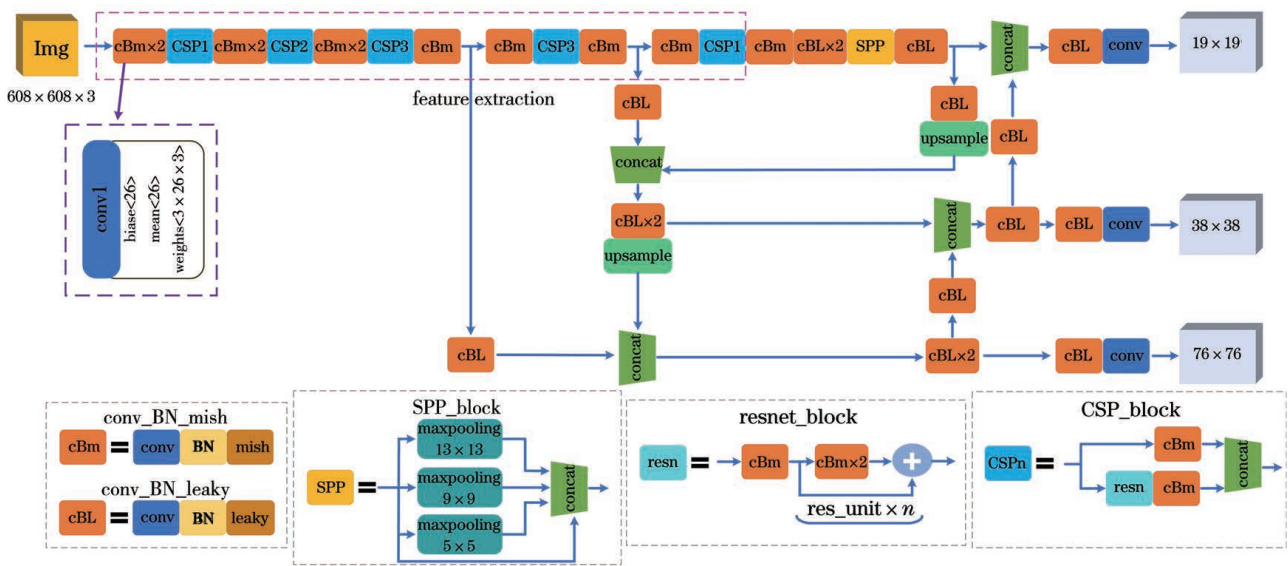 Img
cBm×2
CSP1
cBm×2
CSP2
cBm×2
CSP3
cBm
cBm
CSP3
cBm
cBm
CSP1
cBm
cBL×2
SPP
cBL
concat
cBL
conv
19×19
608×608×3
feature extraction
cBL
cBL
upsample
cBL
concat
conv1
biase<26>
mean<26>
weights<3×26×3>
cBL×2
upsample
concat
cBL
cBL
conv
38×38
cBL
cBL
concat
cBL×2
cBL
conv
76×76
conv_BN_mish
cBm
=
conv
BN
mish
conv_BN_leaky
cBL
=
conv
BN
leaky
SPP_block
SPP
=
maxpooling
13×13
maxpooling
9×9
maxpooling
5×5
concat
resnet_block
resn
=
cBm
cBm×2
+
res_unit×n
CSP_block
CSPn
=
cBm
resn
cBm
concat